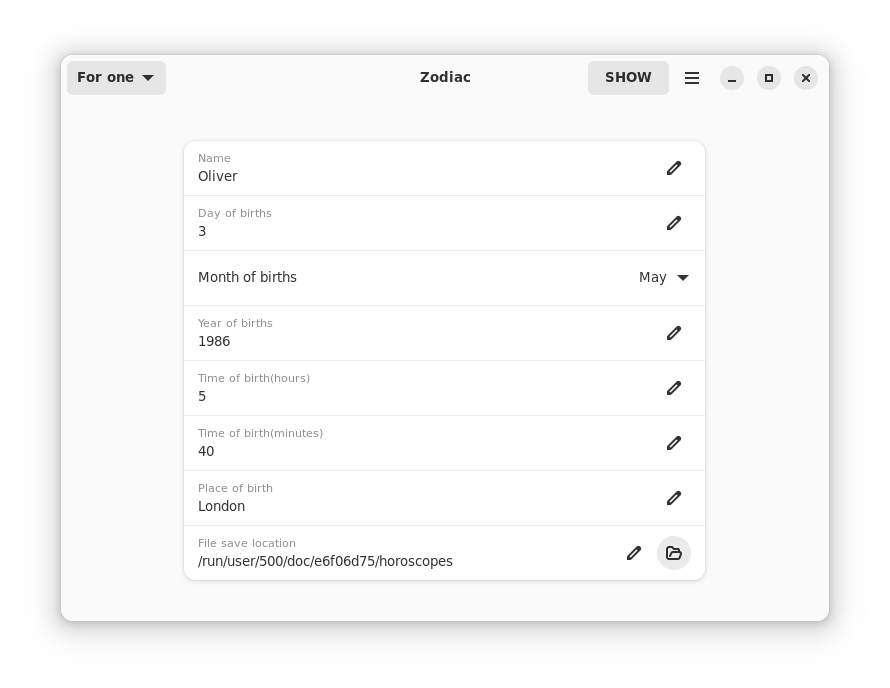 For one
Zodiac
SHOW
Name
Oliver
Day of births
3
Month of births
May
Year of births
1986
Time of birth(hours)
5
Time of birth(minutes)
40
Place of birth
London
File save location
/run/user/500/doc/e6f06d75/horoscopes